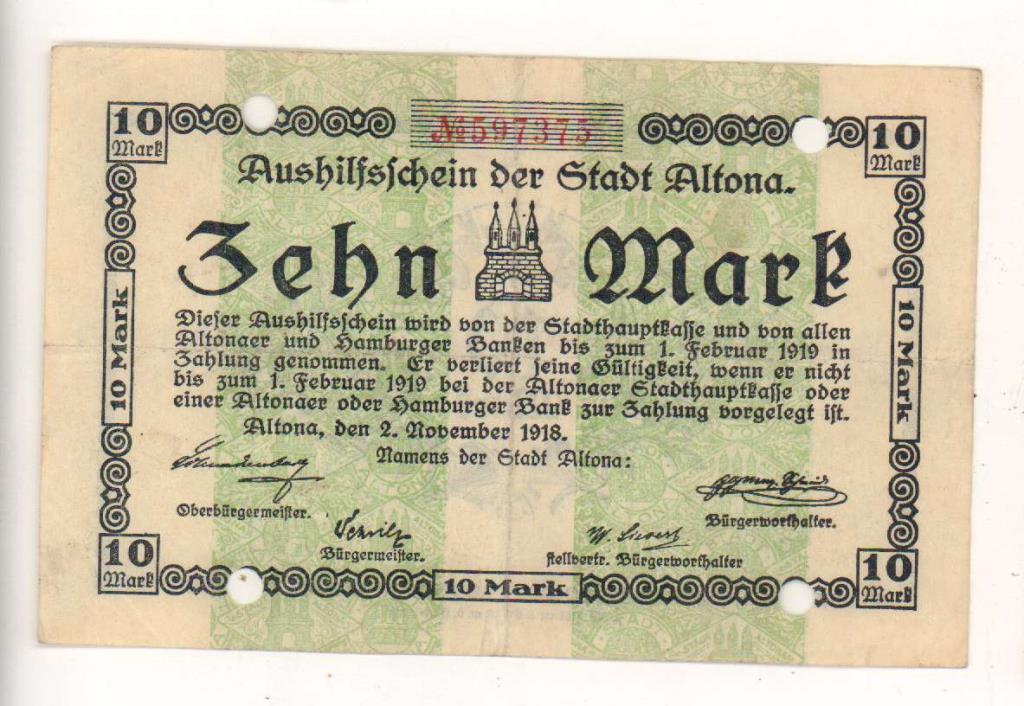 10 Mark
№ 597375
10 Mark
Aushilfsschein der Stadt Altona.
Zehn Mark
Dieser Aushilfsschein wird von der Stadthauptkasse und von allen
Altonaer und Hamburger Banken bis zum 1. Februar 1919 in
Zahlung genommen. Er verliert seine Gültigkeit, wenn er nicht
bis zum 1. Februar 1919 bei der Altonaer Stadthauptkasse oder
einer Altonaer oder Hamburger Bank zur Zahlung vorgelegt ist.
Altona, den 2. November 1918.
Namens der Stadt Altona:
10 Mark
10 Mark
Oberbürgermeister.
Bürgerworthalter.
Bürgermeister.
W. Sievert
stellvertr. Bürgerworthalter
10 Mark
10 Mark
10 Mark